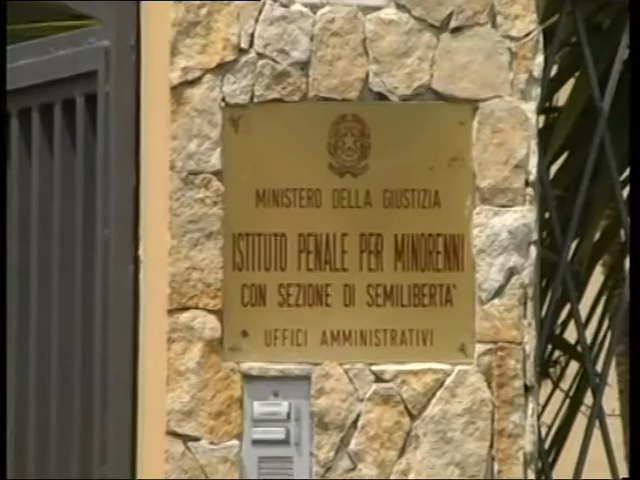 MINISTERO DELLA GIUSTIZIA
ISTITUTO PENALE PER MINORENNI
CON SEZIONE DI SEMILIBERTA'
UFFICI AMMINISTRATIVI